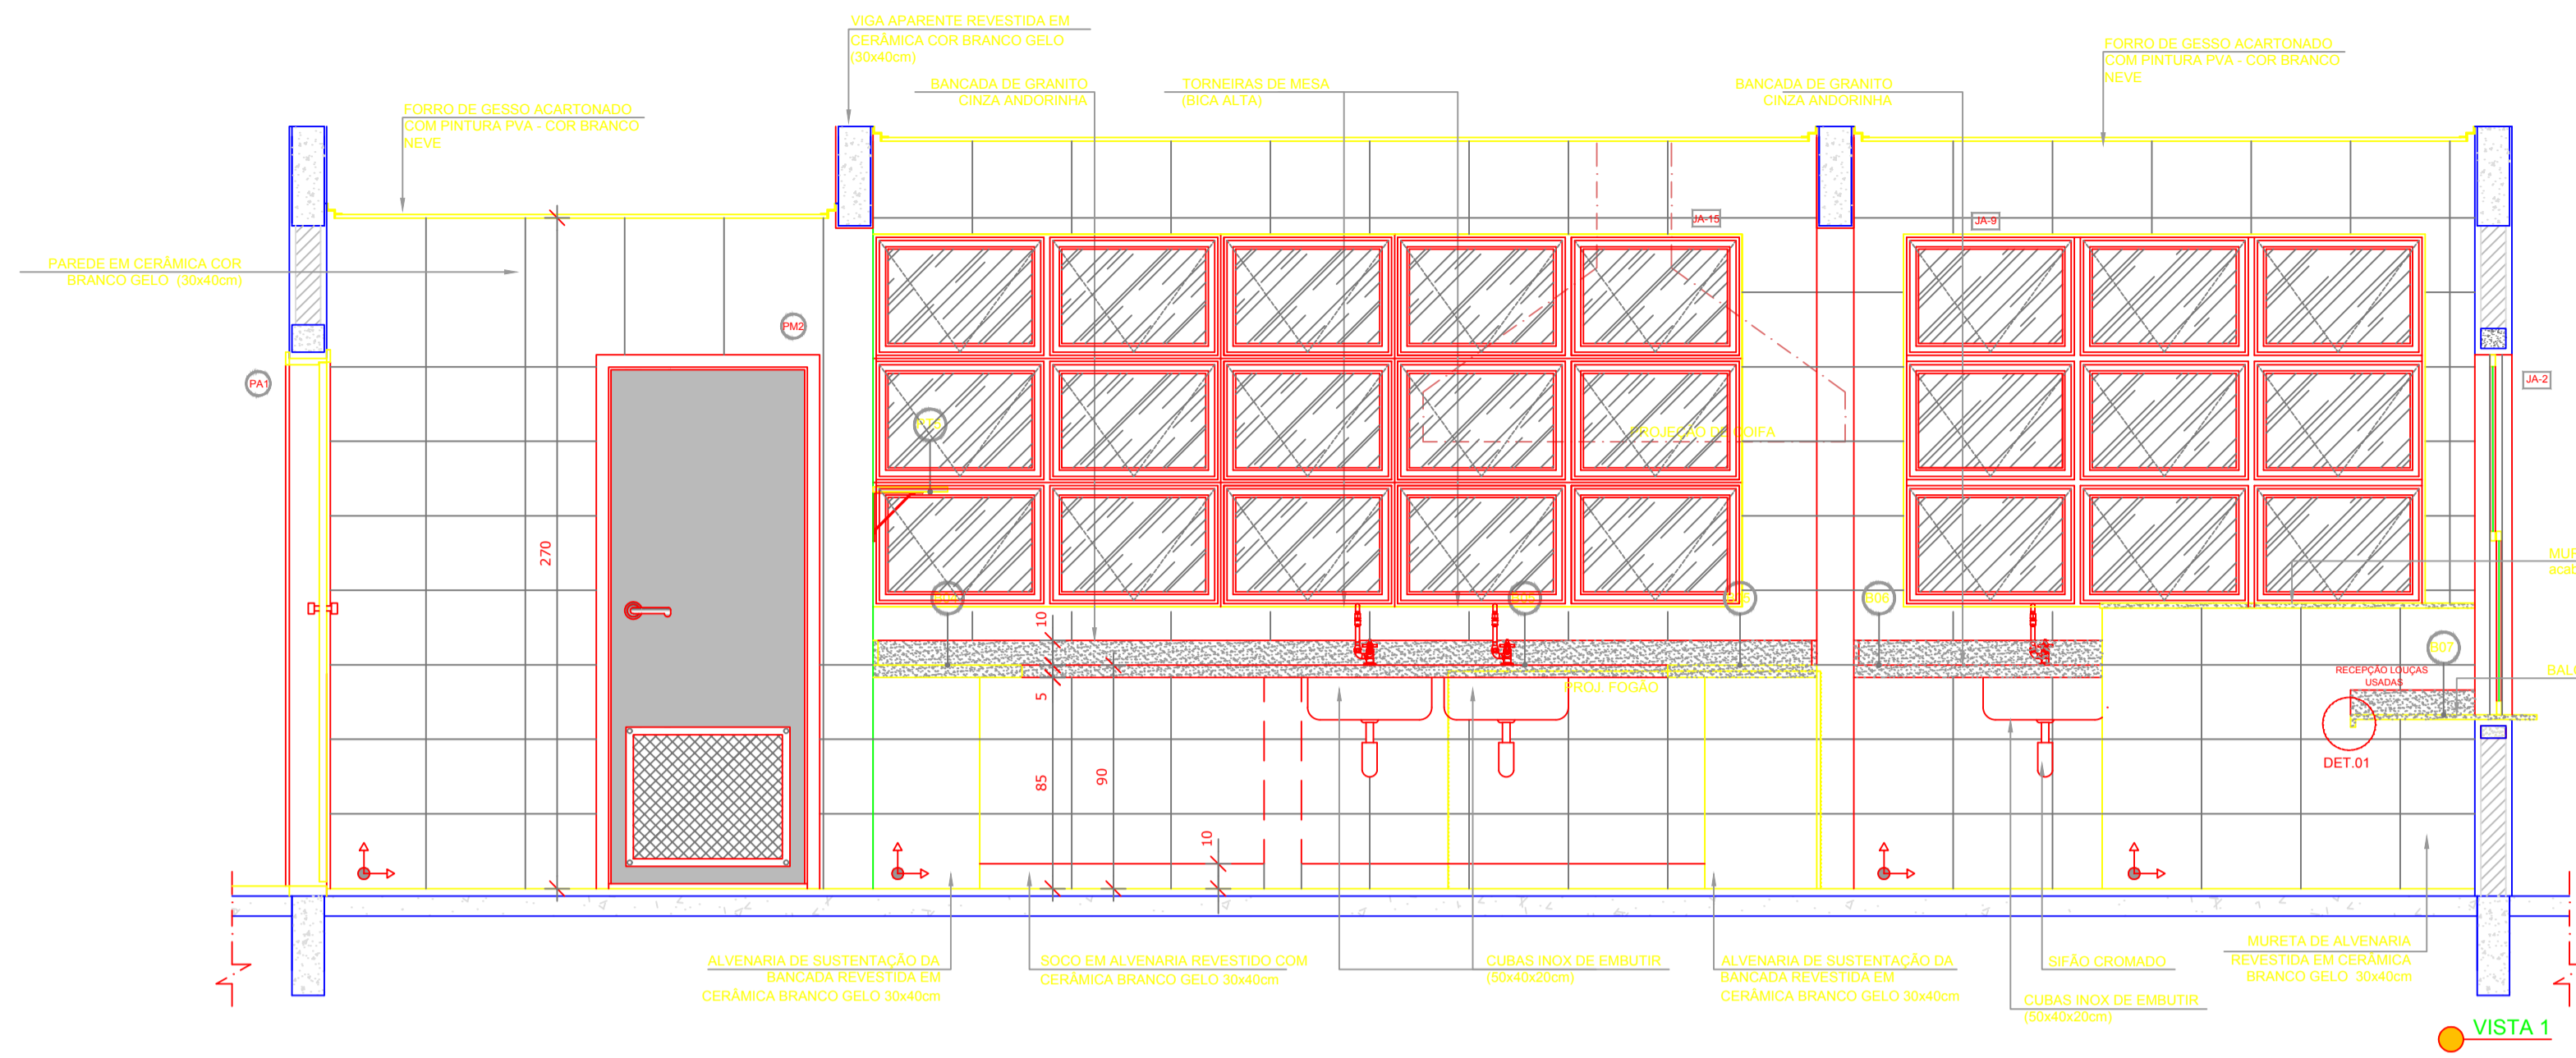 VIGA APARENTE REVESTIDA EM
CERÂMICA COR BRANCO GELO
(30x40cm)
FORRO DE GESSO ACARTONADO
COM PINTURA PVA - COR BRANCO
NEVE
BANCADA DE GRANITO
CINZA ANDORINHA
TORNEIRAS DE MESA
(BICA ALTA)
BANCADA DE GRANITO
CINZA ANDORINHA
FORRO DE GESSO ACARTONADO
COM PINTURA PVA - COR BRANCO
NEVE
PAREDE EM CERÂMICA COR
BRANCO GELO (30x40cm)
JA-15
JA-9
PM2
PA1
JA-2
PROJEÇÃO DE COIFA
270
B06
10
B07
RECEPÇÃO LOUÇAS
USADAS
PROJ. FOGÃO
5
85
90
10
DET.01
ALVENARIA DE SUSTENTAÇÃO DA
BANCADA REVESTIDA EM
CERÂMICA BRANCO GELO 30x40cm
SOCO EM ALVENARIA REVESTIDO COM
CERÂMICA BRANCO GELO 30x40cm
CUBAS INOX DE EMBUTIR
(50x40x20cm)
ALVENARIA DE SUSTENTAÇÃO DA
BANCADA REVESTIDA EM
CERÂMICA BRANCO GELO 30x40cm
SIFÃO CROMADO
CUBAS INOX DE EMBUTIR
(50x40x20cm)
MURETA DE ALVENARIA
REVESTIDA EM CERÂMICA
BRANCO GELO 30x40cm
VISTA 1